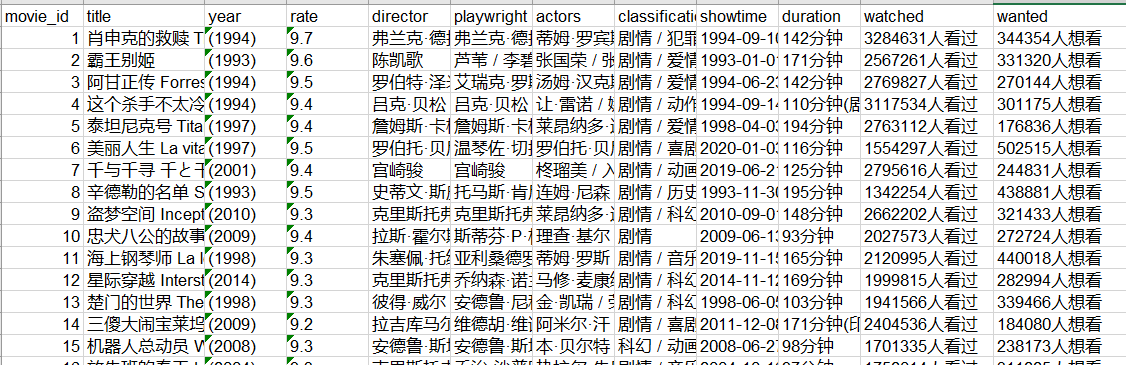 movie_id title year rate director playwright actors classificati showtime duration watched wanted
1 肖申克的救赎 T (1994) 9.7 弗兰克·德 弗兰克·德 蒂姆·罗宾 剧情 / 犯罪 1994-09-10 142分钟 3284631人看过 344354人想看
2 霸王别姬 (1993) 9.6 陈凯歌 芦苇 / 李碧 张国荣 / 张 剧情 / 爱情 1993-01-01 171分钟 2567261人看过 331320人想看
3 阿甘正传 Forres (1994) 9.5 罗伯特·泽 艾瑞克·罗 汤姆·汉克 剧情 / 爱情 1994-06-23 142分钟 2769827人看过 270144人想看
4 这个杀手不太冷 (1994) 9.4 吕克·贝松 吕克·贝松 让·雷诺 / 剧情 / 动作 1994-09-14 110分钟(剧 3117534人看过 301175人想看
5 泰坦尼克号 Tita (1997) 9.4 詹姆斯·卡 詹姆斯·卡 莱昂纳多· 剧情 / 爱情 1998-04-03 194分钟 2763112人看过 176836人想看
6 美丽人生 La vita (1997) 9.5 罗伯托·贝 温琴佐·切 罗伯托·贝 剧情 / 喜剧 2020-01-03 116分钟 1554297人看过 502515人想看
7 千与千寻 千と千 (2001) 9.4 宫崎骏 宫崎骏 柊瑠美 / 入 剧情 / 动画 2019-06-21 125分钟 2795616人看过 244831人想看
8 辛德勒的名单 S (1993) 9.5 史蒂文·斯 托马斯·肯 连姆·尼森 剧情 / 历史 1993-11-30 195分钟 1342254人看过 438881人想看
9 盗梦空间 Incept (2010) 9.3 克里斯托弗 克里斯托弗 莱昂纳多· 剧情 / 科幻 2010-09-01 148分钟 2662202人看过 321433人想看
10 忠犬八公的故事 (2009) 9.4 拉斯·霍尔 斯蒂芬·P· 理查·基尔 剧情 2009-06-13 93分钟 2027573人看过 272724人想看
11 海上钢琴师 La l (1998) 9.3 朱塞佩·托 亚利桑德罗 蒂姆·罗斯 剧情 / 音乐 2019-11-15 165分钟 2120995人看过 440018人想看
12 星际穿越 Interst (2014) 9.4 克里斯托弗 乔纳森·诺 马修·麦康 剧情 / 科幻 2014-11-12 169分钟 1999815人看过 282994人想看
13 楚门的世界 The (1998) 9.3 彼得·威尔 安德鲁·尼 金·凯瑞 / 剧情 / 科幻 1998-06-05 103分钟 1941566人看过 339466人想看
14 三傻大闹宝莱坞 (2009) 9.2 拉吉库马尔 维德胡·维 阿米尔·汗 剧情 / 喜剧 2011-12-08 171分钟(印 2404536人看过 184080人想看
15 机器人总动员 W (2008) 9.3 安德鲁·斯 安德鲁·斯 本·贝尔特 科幻 / 动画 2008-06-27 98分钟 1701335人看过 238173人想看